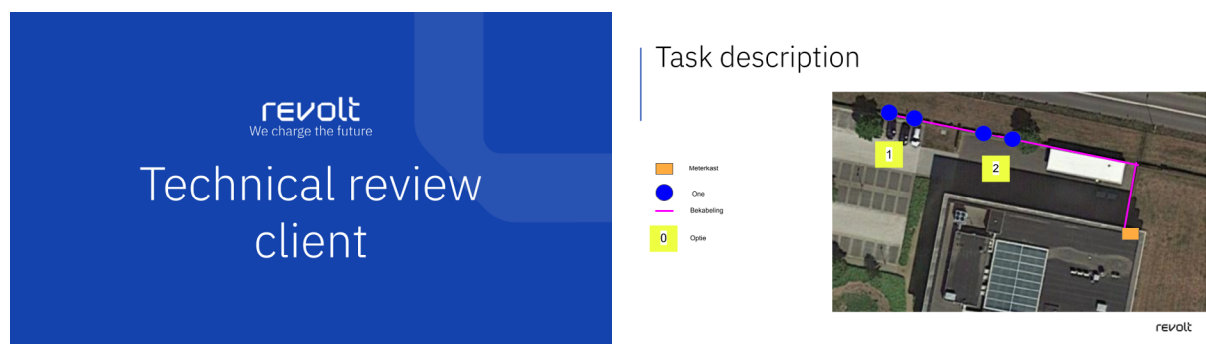 revolt
We charge the future
Technical review
client
Task description
Meterkast
One
Bekabeling
0
Optie
1
2
revolt